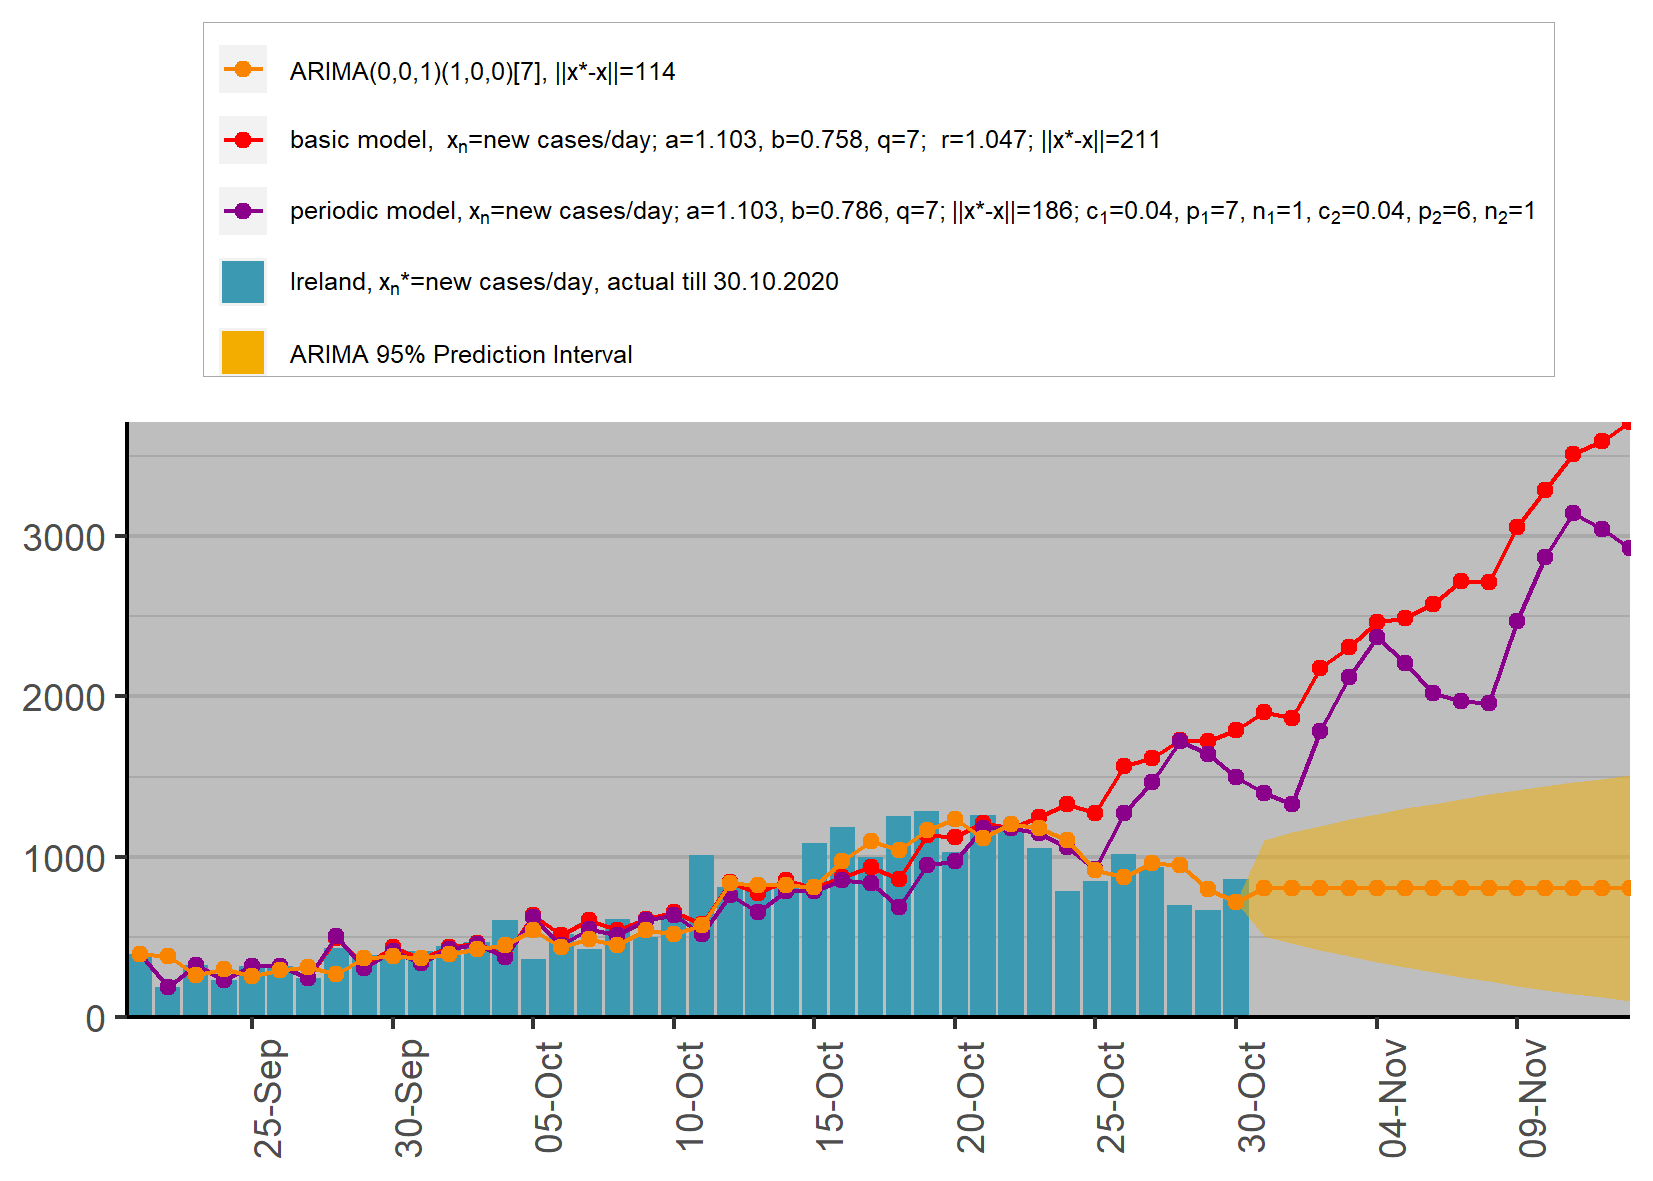 ARIMA(0,0,1)(1,0,0)[7], ||x*-x||=114
basic model, xₙ=new cases/day; a=1.103, b=0.758, q=7; r=1.047; ||x*-x||=211
periodic model, xₙ=new cases/day; a=1.103, b=0.786, q=7; ||x*-x||=186; c₁=0.04, p₁=7, n₁=1, c₂=0.04, p₂=6, n₂=1
Ireland, xₙ*=new cases/day, actual till 30.10.2020
ARIMA 95% Prediction Interval
3000
2000
1000
0
25-Sep
30-Sep
05-Oct
10-Oct
15-Oct
20-Oct
25-Oct
30-Oct
04-Nov
09-Nov